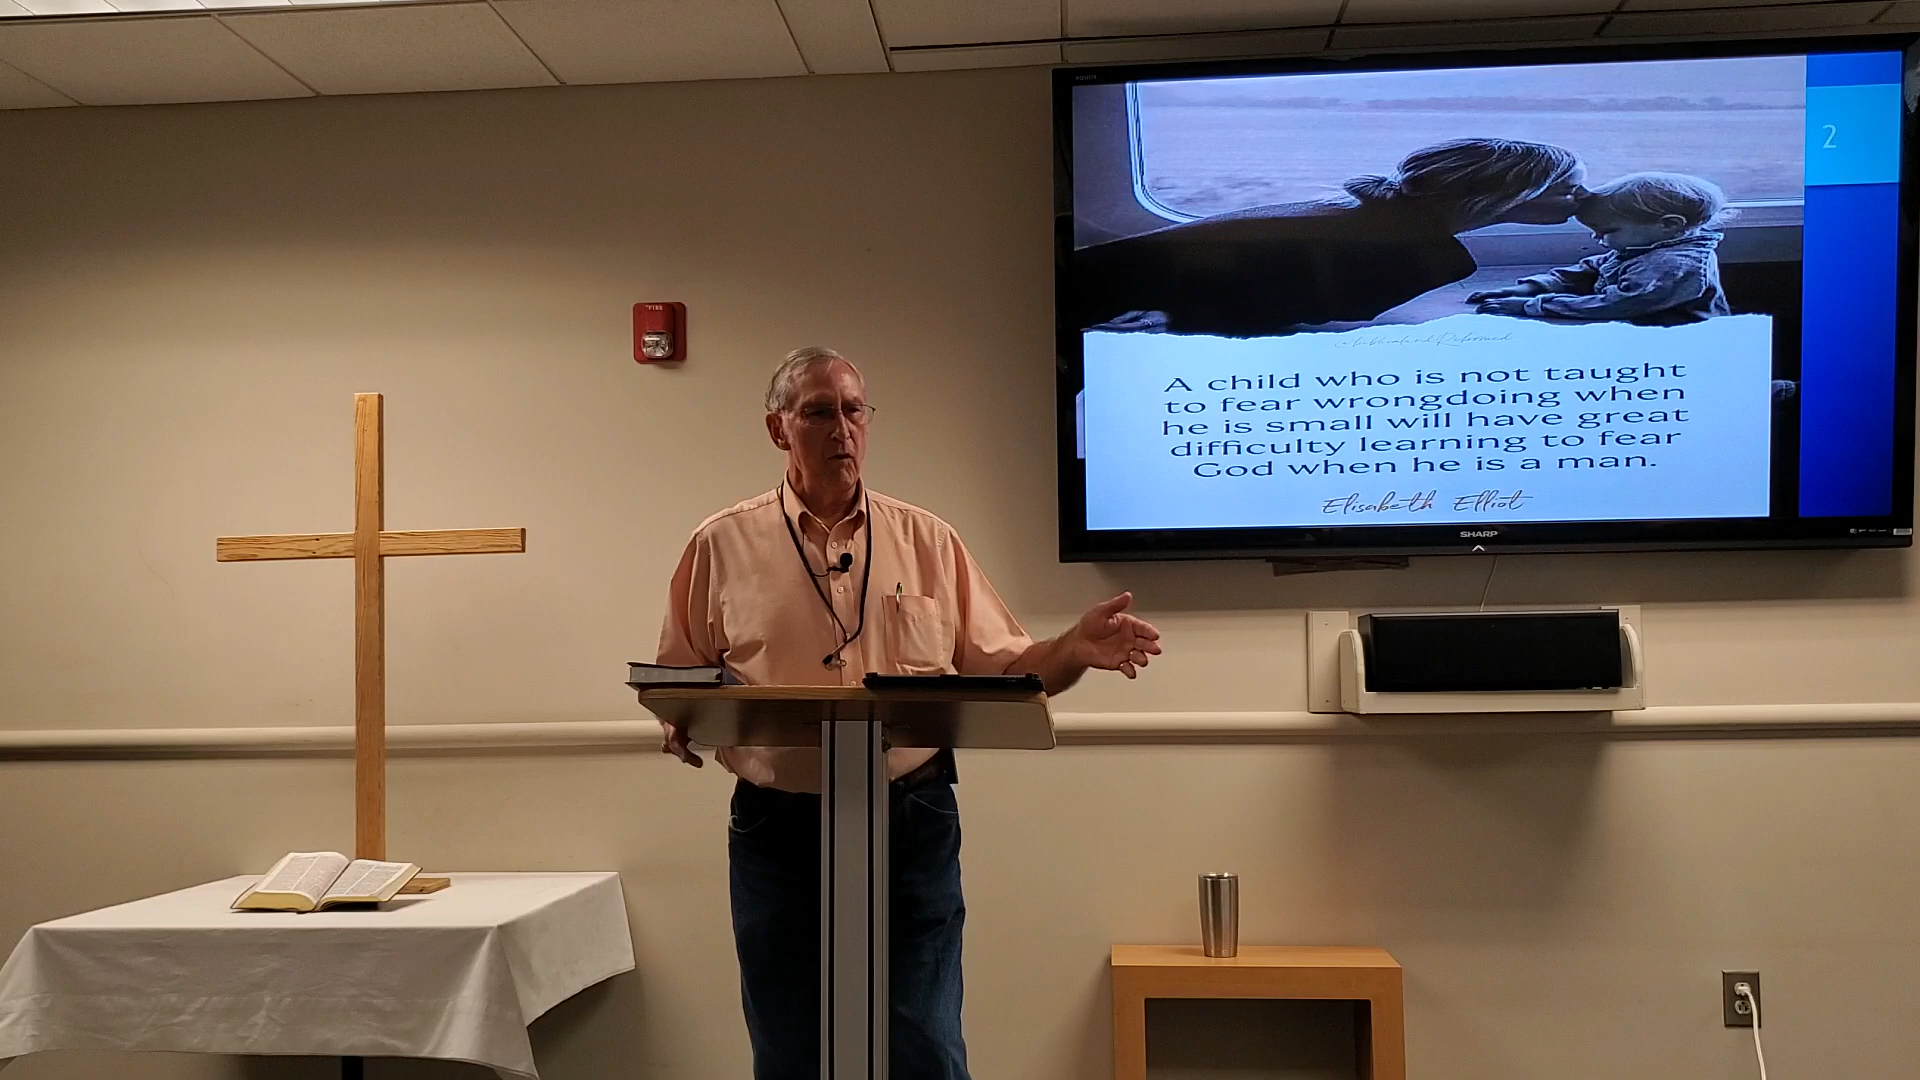 FIRE
2
A child who is not taught
to fear wrongdoing when
he is small will have great
difficulty learning to fear
God when he is a man.
Elisabeth Elliot
SHARP